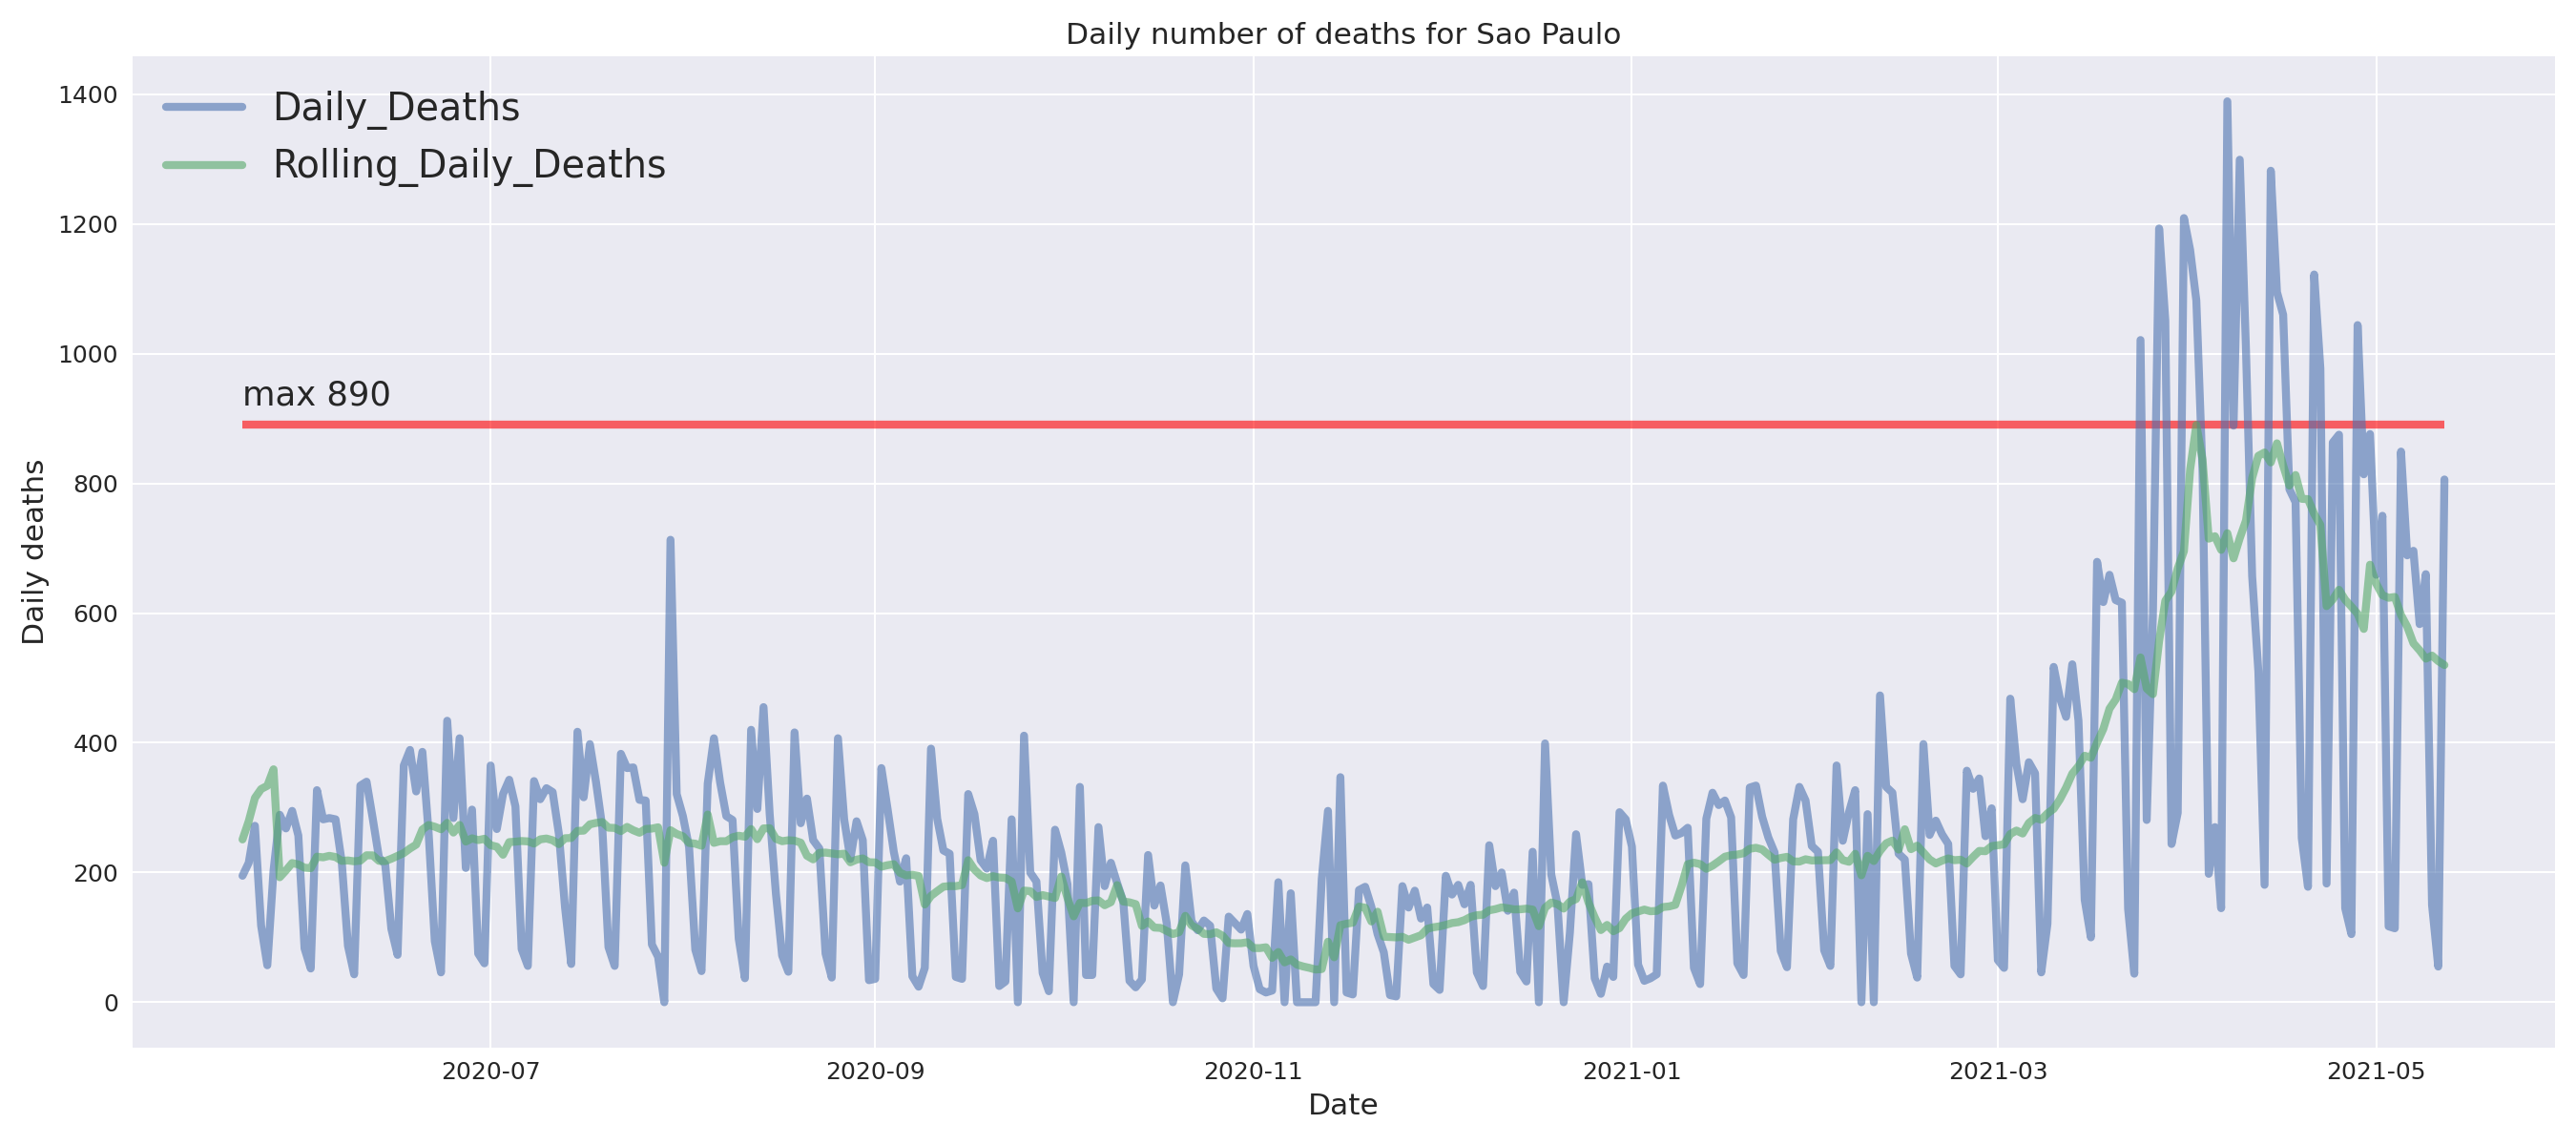 Daily number of deaths for Sao Paulo
1400
1200
1000
800
600
400
200
0
Daily deaths
Daily_Deaths
Rolling_Daily_Deaths
max 890
2020-07
2020-09
2020-11
2021-01
2021-03
2021-05
Date